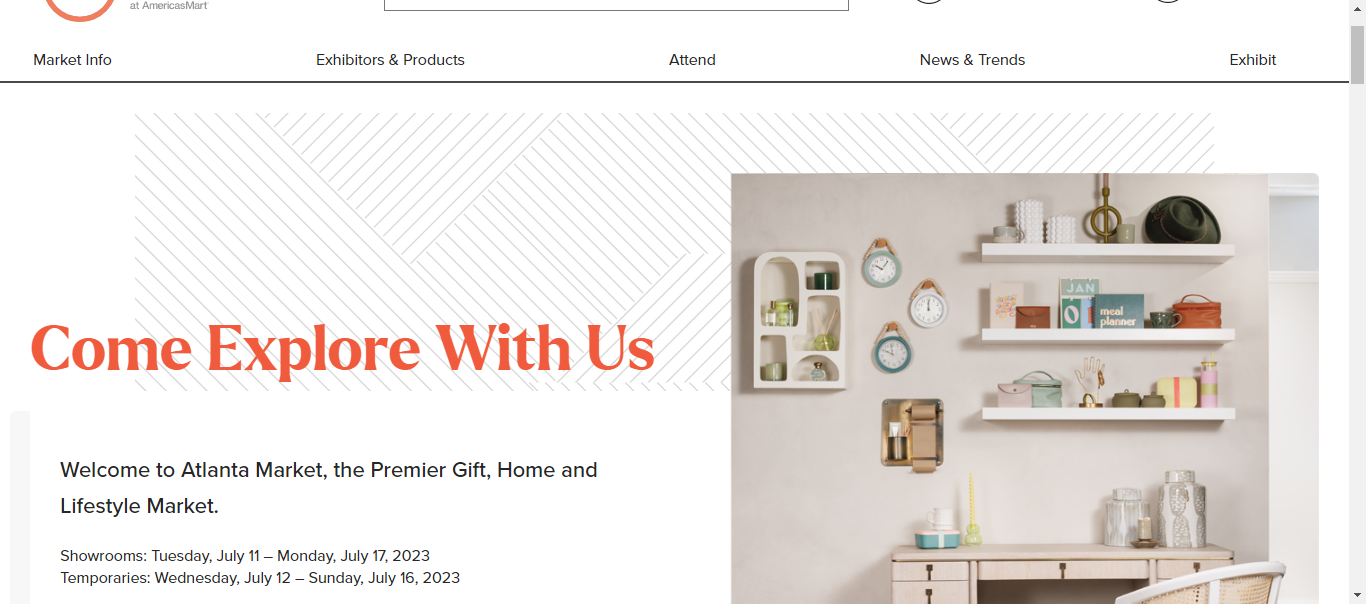 at AmericasMart
Market Info
Exhibitors & Products
Attend
News & Trends
Exhibit
Come Explore With Us
JAN
meal
planner
Welcome to Atlanta Market, the Premier Gift, Home and
Lifestyle Market.
Showrooms: Tuesday, July 11 – Monday, July 17, 2023
Temporaries: Wednesday, July 12 – Sunday, July 16, 2023